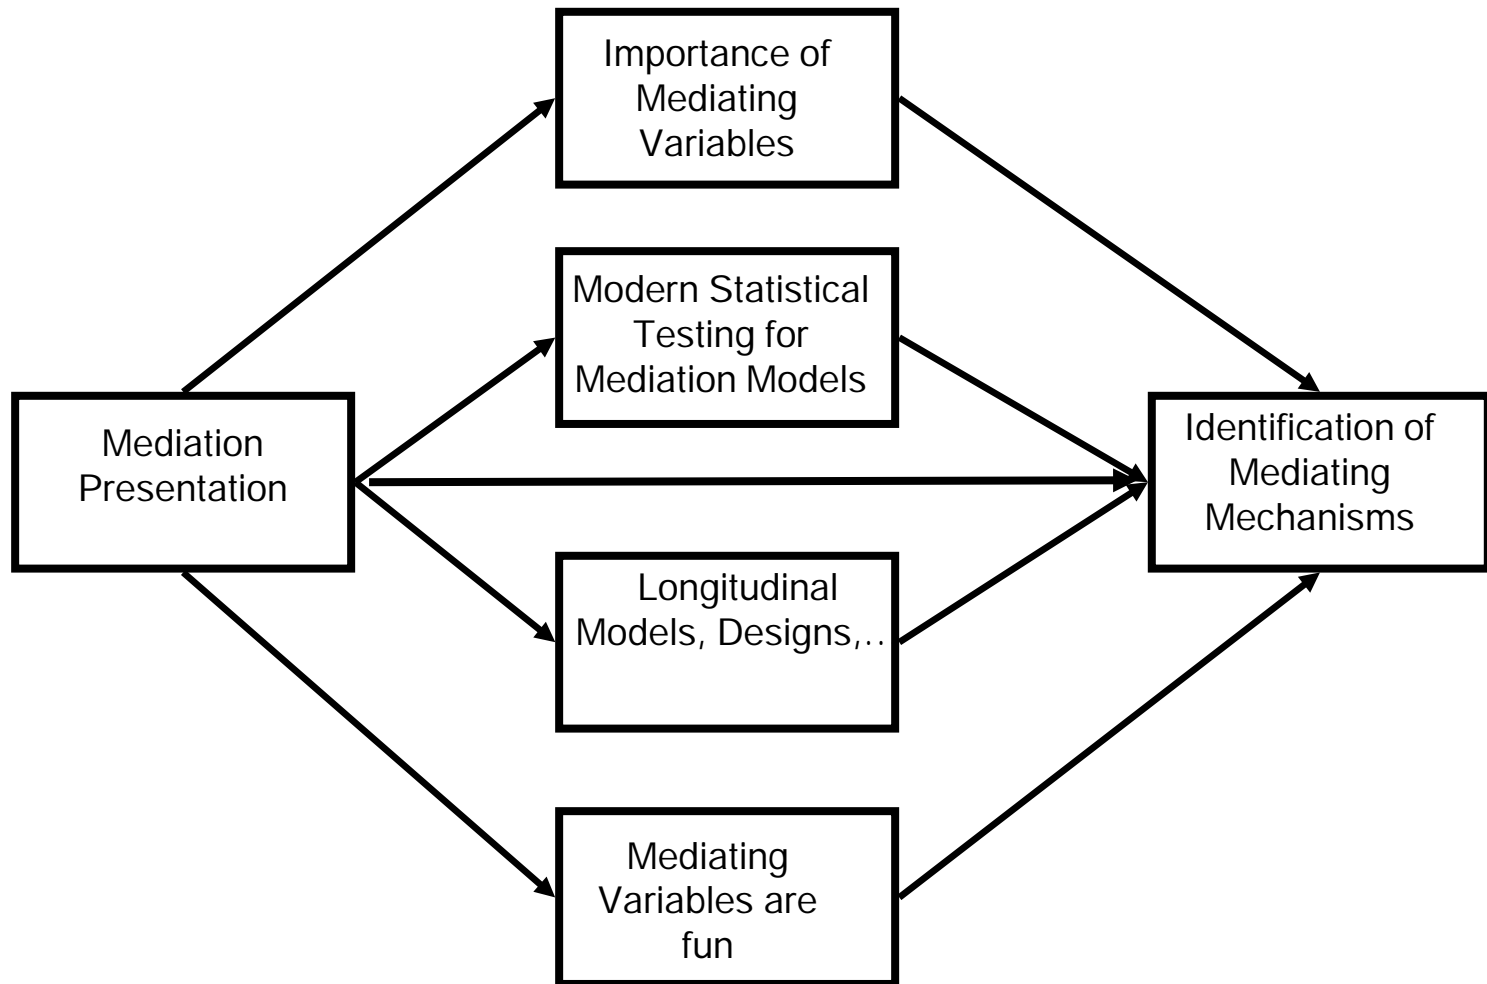 Importance of
Mediating
Variables
Modern Statistical
Testing for
Mediation Models
Mediation
Presentation
Identification of
Mediating
Mechanisms
Longitudinal
Models, Designs,..
Mediating
Variables are
fun